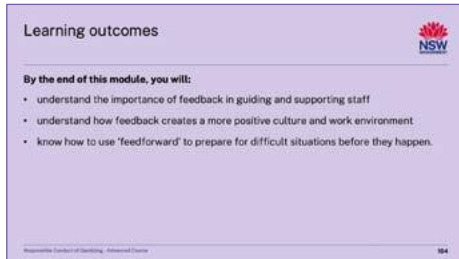 Learning outcomes
NSW
GOVERNMENT
By the end of this module, you will:
• understand the importance of feedback in guiding and supporting staff
• understand how feedback creates a more positive culture and work environment
• know how to use 'feedforward' to prepare for difficult situations before they happen.
Responsible Conduct of Gambling - Advanced Course
104